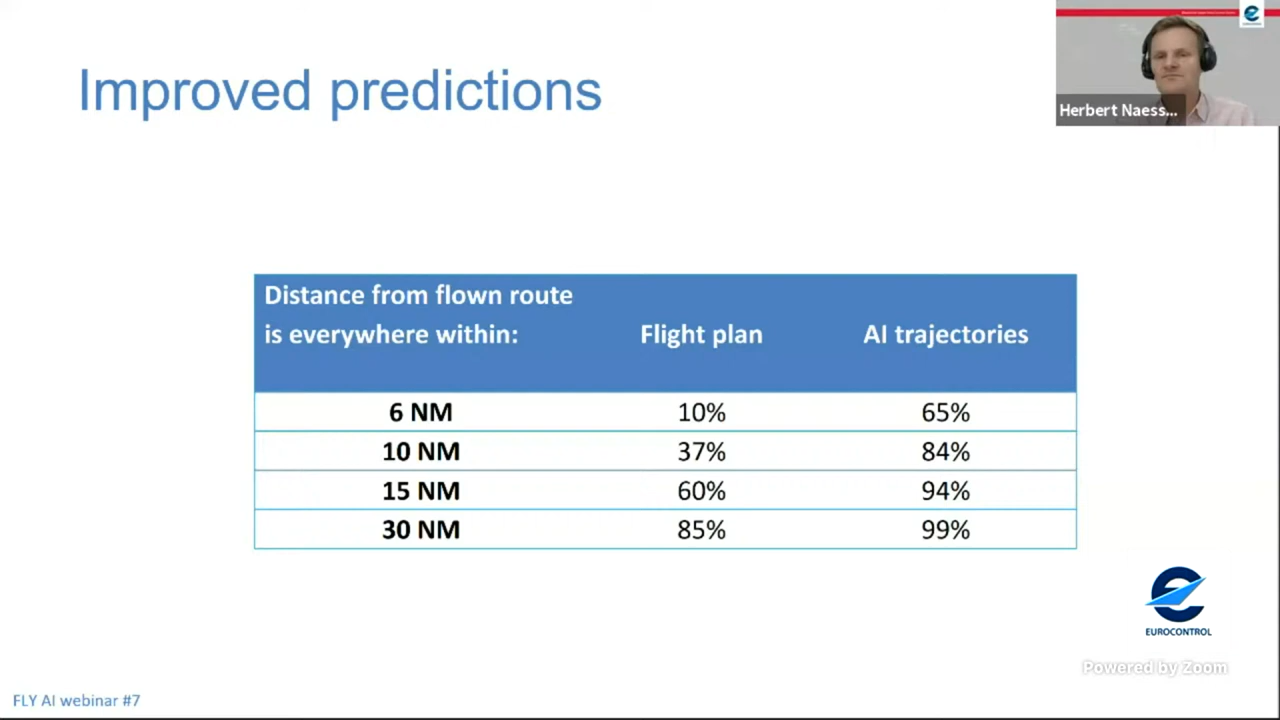 Improved predictions
Herbert Naess...
Distance from flown route
is everywhere within:
Flight plan
AI trajectories
6 NM 10% 65%
10 NM 37% 84%
15 NM 60% 94%
30 NM 85% 99%
EUROCONTROL
Powered by Zoom
FLY AI webinar #7